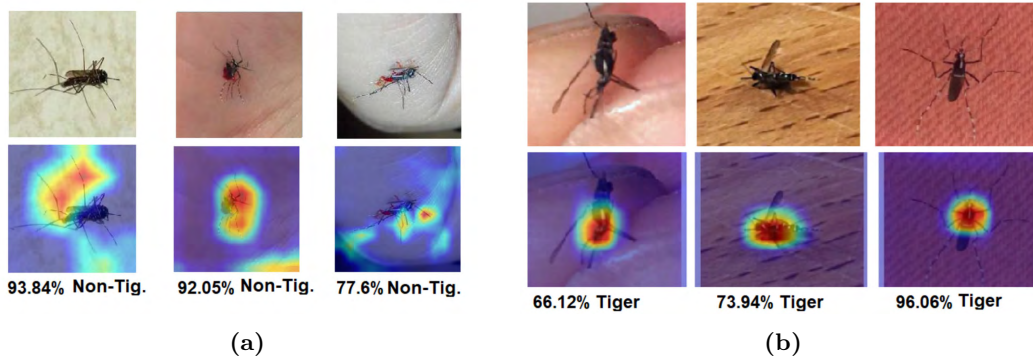 93.84% Non-Tig. 92.05% Non-Tig. 77.6% Non-Tig. 66.12% Tiger 73.94% Tiger 96.06% Tiger
(a) (b)